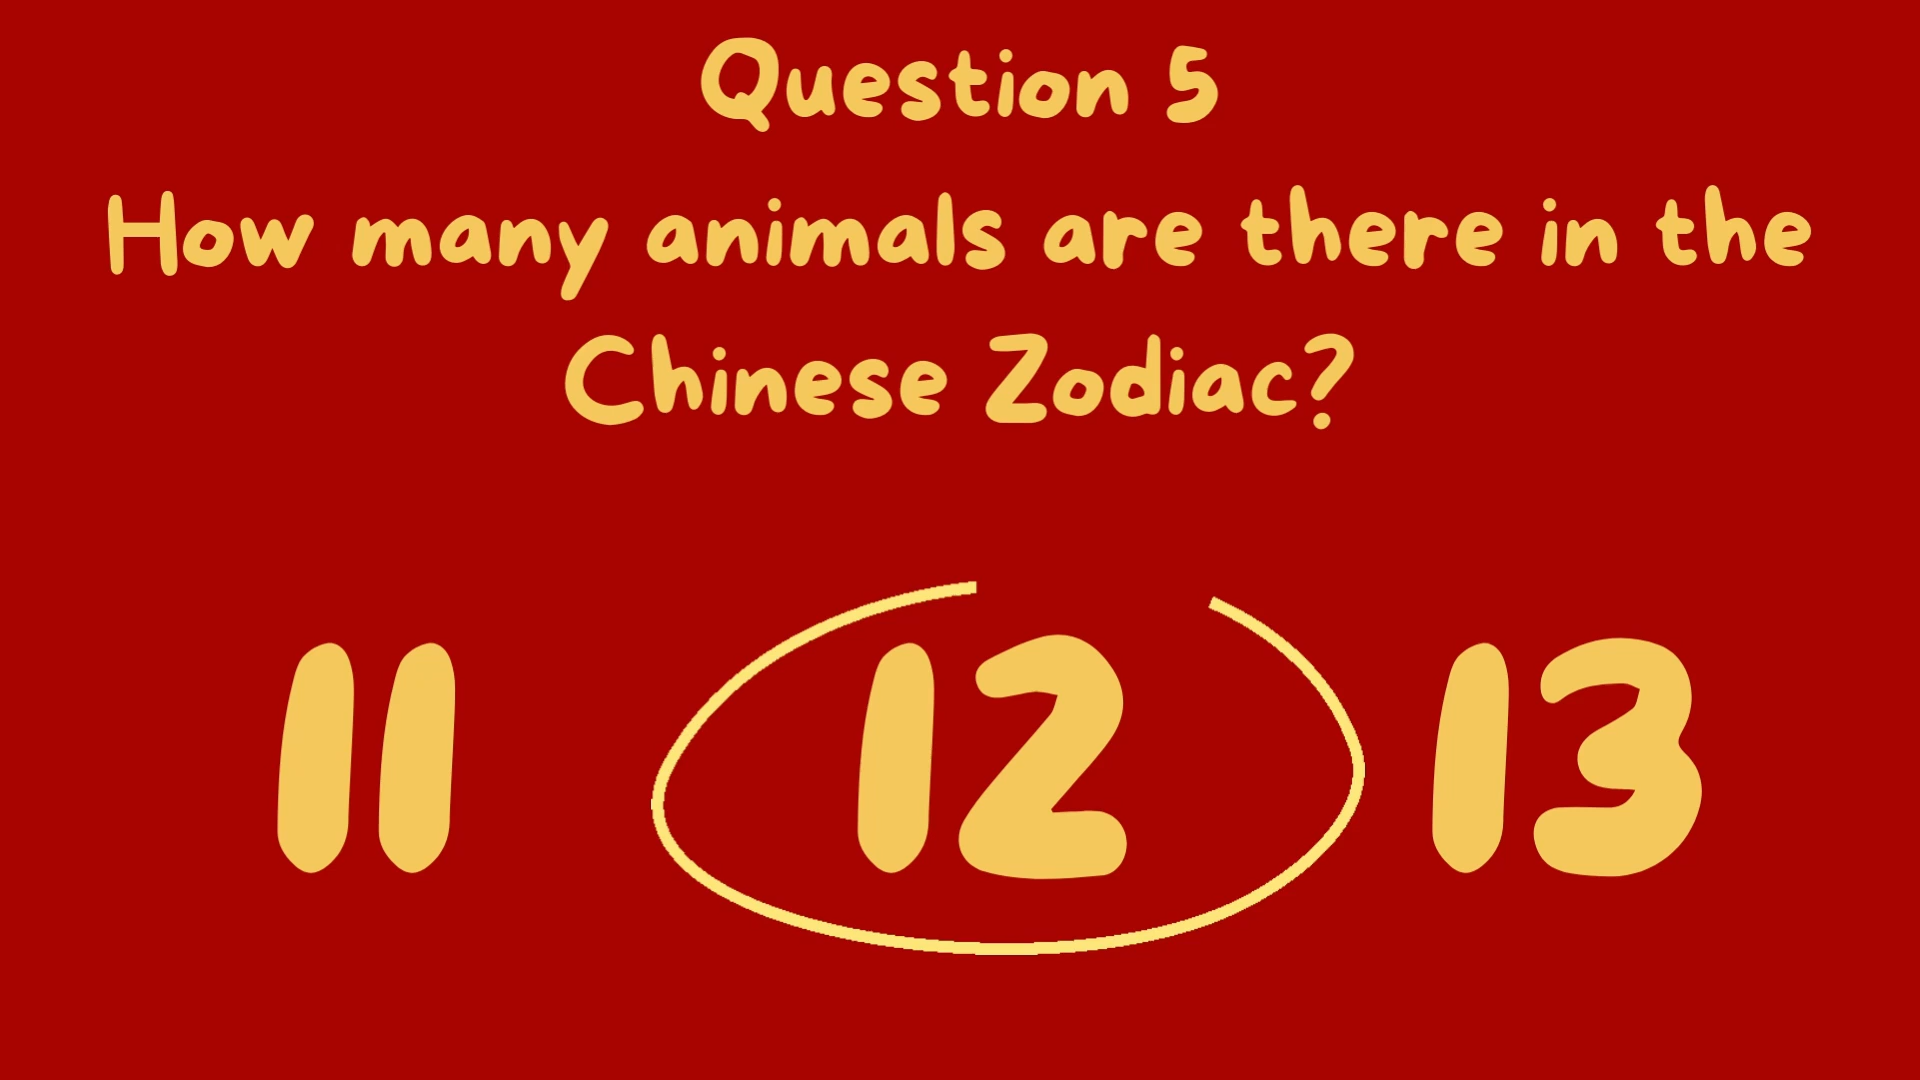 Question 5
How many animals are there in the
Chinese Zodiac?
11 12 13